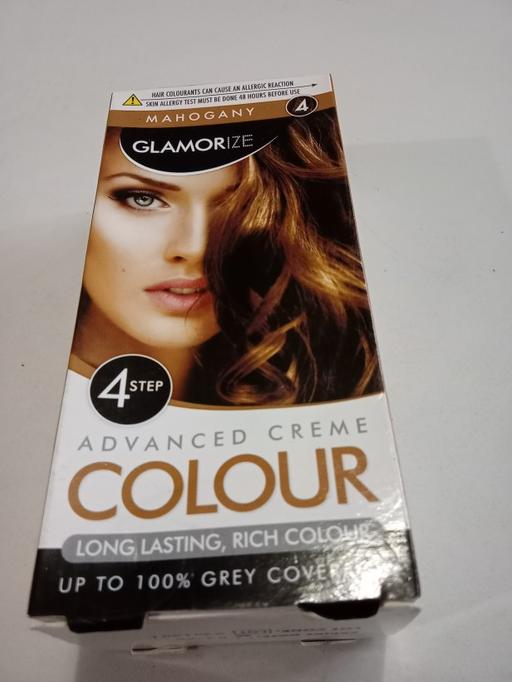 HAIR COLOURANTS CAN CAUSE AN ALLERGIC REACTION
SKIN ALLERGY TEST MUST BE DONE 48 HOURS BEFORE USE
MAHOGANY 4
GLAMORIZE
4 STEP
ADVANCED CREME
COLOUR
LONG LASTING, RICH COLOUR
UP TO 100% GREY